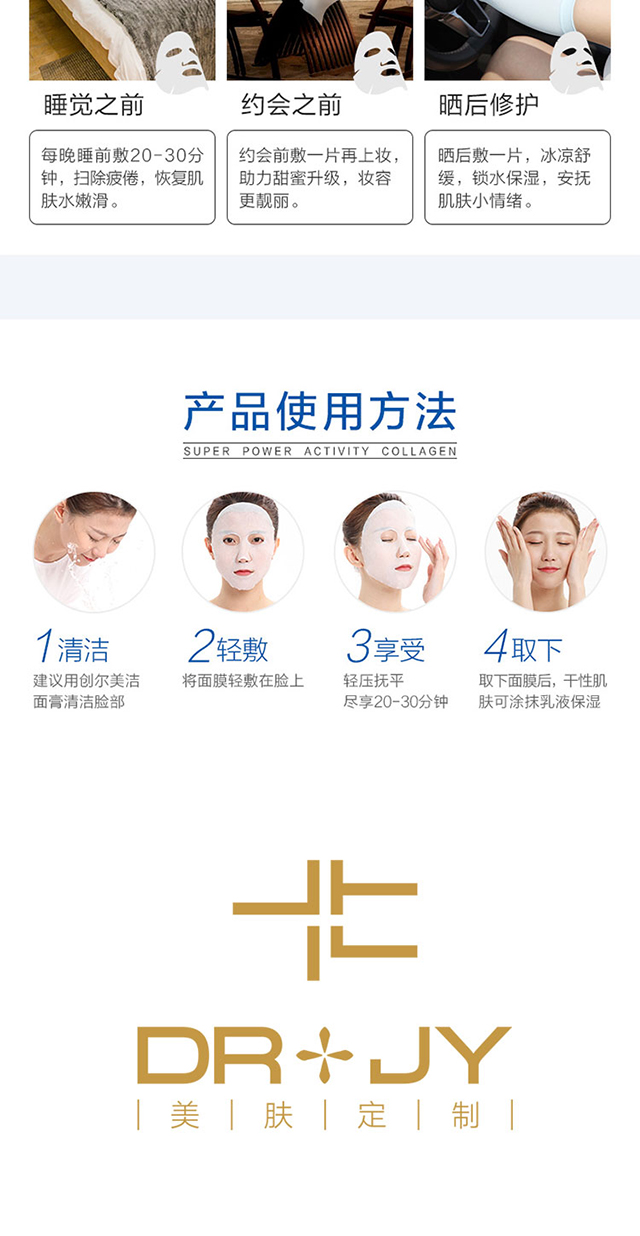 睡觉之前
每晚睡前敷20-30分
钟，扫除疲倦，恢复肌
肤水嫩滑。
约会之前
约会前敷一片再上妆，
助力甜蜜升级，妆容
更靓丽。
晒后修护
晒后敷一片，冰凉舒
缓，锁水保湿，安抚
肌肤小情绪。
产品使用方法
SUPER POWER ACTIVITY COLLAGEN
1清洁
建议用创尔美洁
面膏清洁脸部
2轻敷
将面膜轻敷在脸上
3享受
轻压抚平
尽享20-30分钟
4取下
取下面膜后，干性肌
肤可涂抹乳液保湿
DR JY
美 | 肤 | 定 | 制